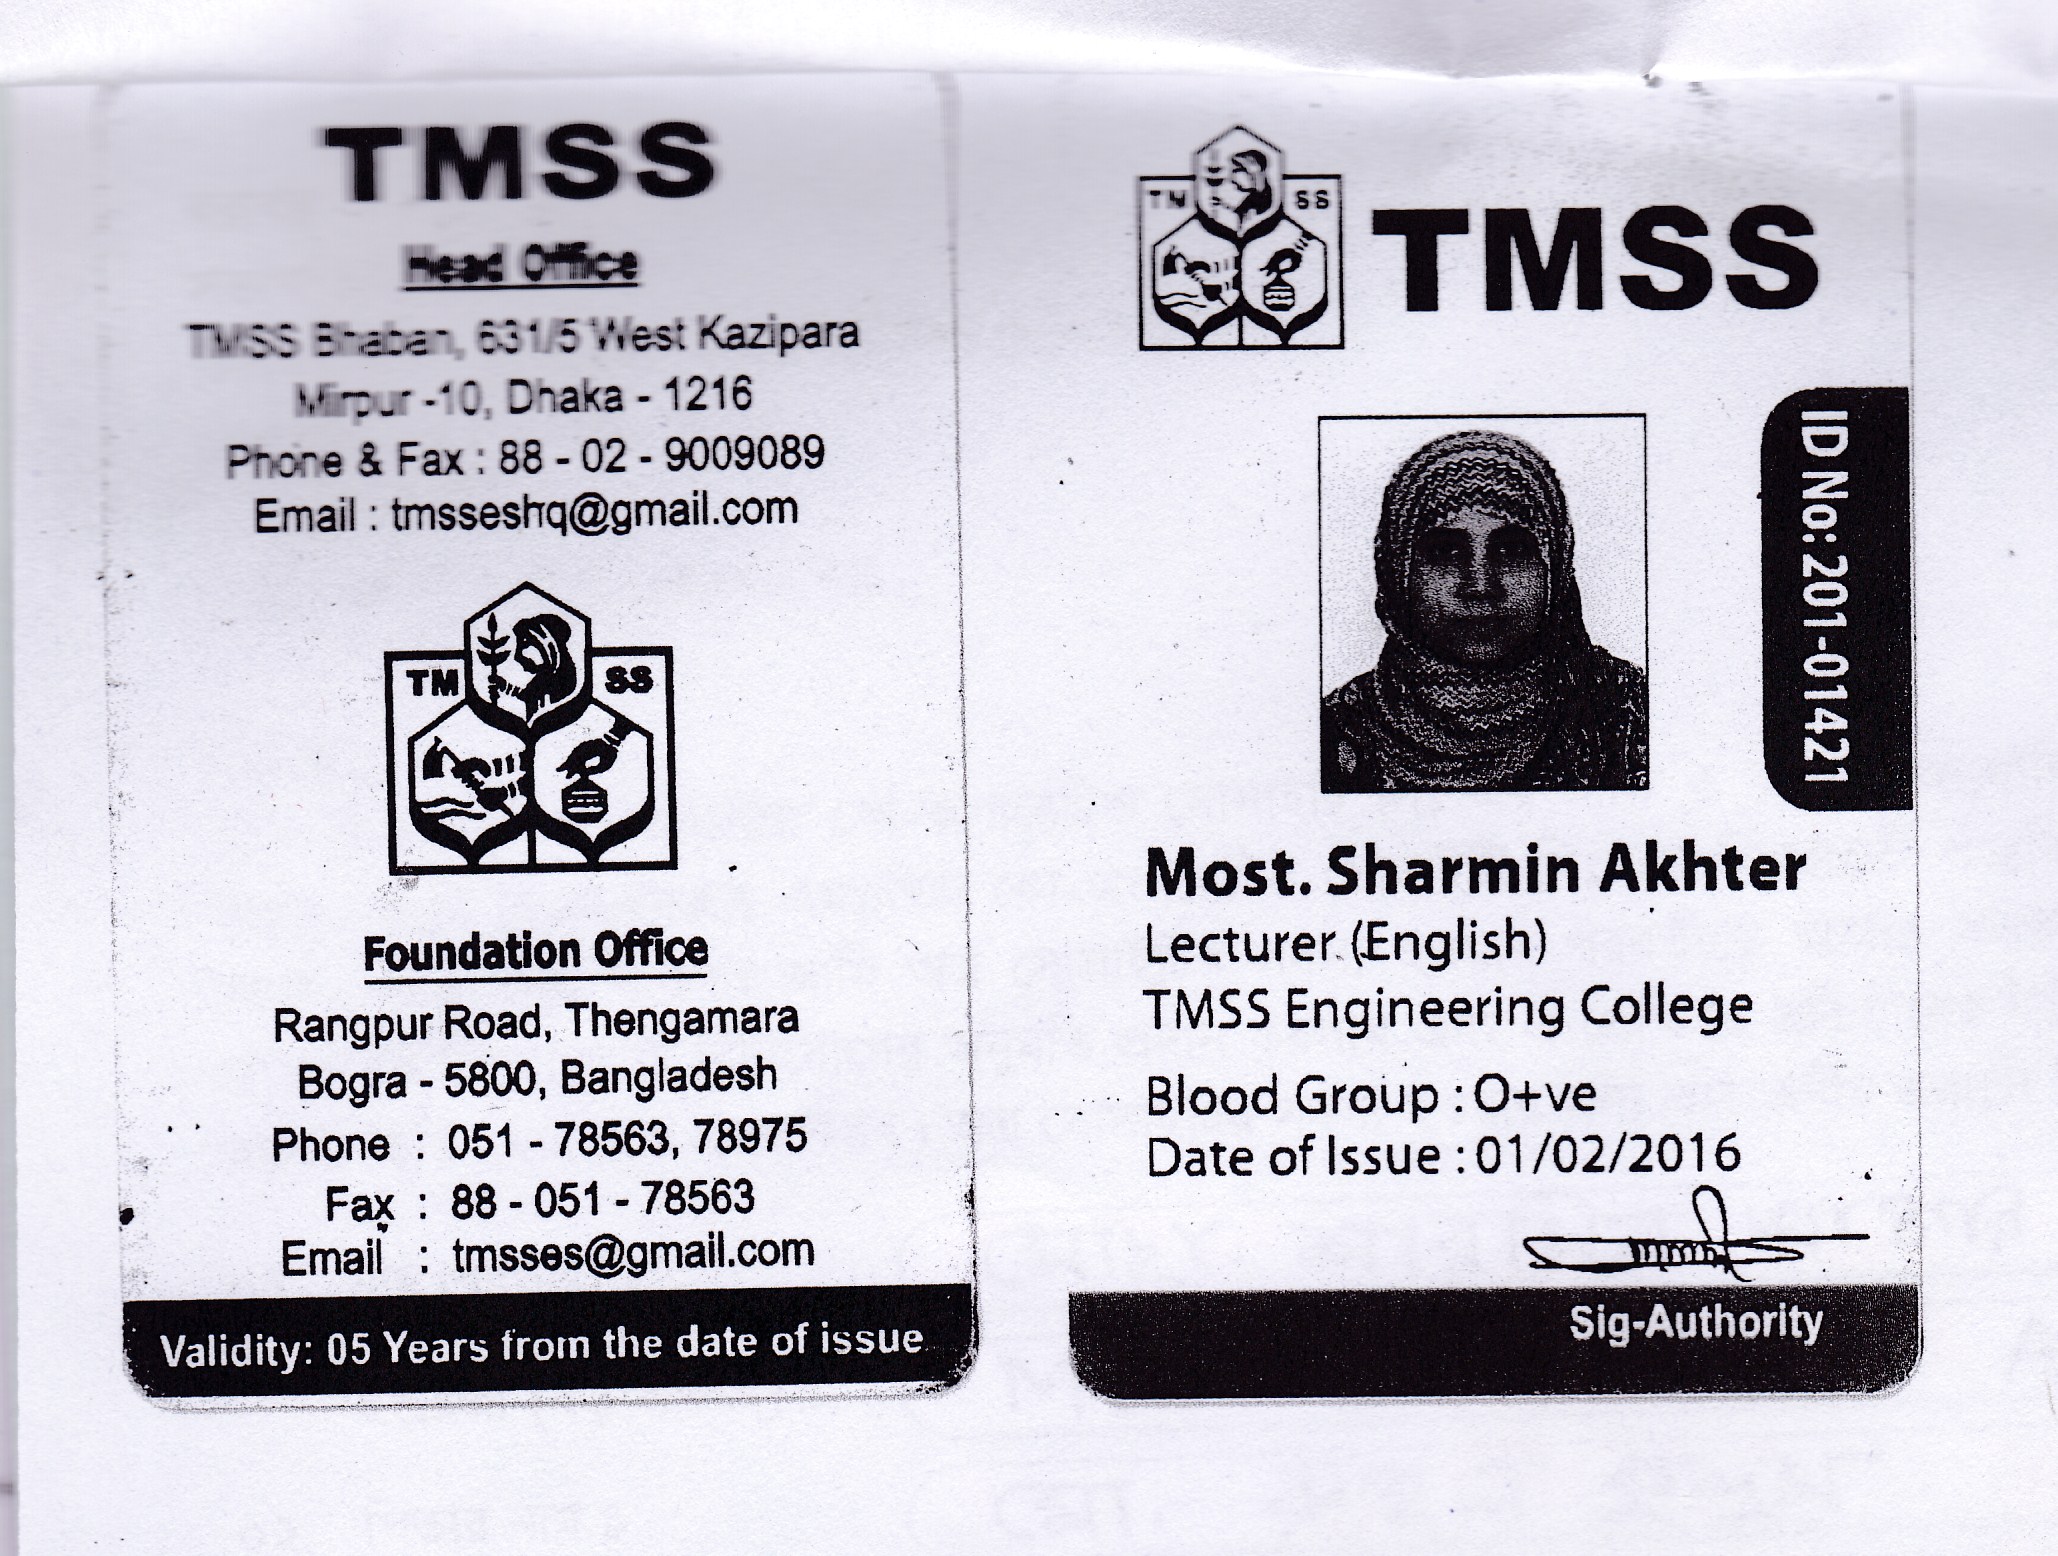 TMSS
Head Office
TMSS Bhaban, 631/5 West Kazipara
Mirpur -10, Dhaka - 1216
Phone & Fax : 88 - 02 - 9009089
Email : tmsseshq@gmail.com
TM SS
Foundation Office
Rangpur Road, Thengamara
Bogra - 5800, Bangladesh
Phone : 051 - 78563, 78975
Fax : 88 - 051 - 78563
Email : tmsses@gmail.com
Validity: 05 Years from the date of issue
TM SS
TMSS
ID No: 201-01421
Most. Sharmin Akhter
Lecturer (English)
TMSS Engineering College
Blood Group : O+ve
Date of Issue : 01/02/2016
Sig-Authority